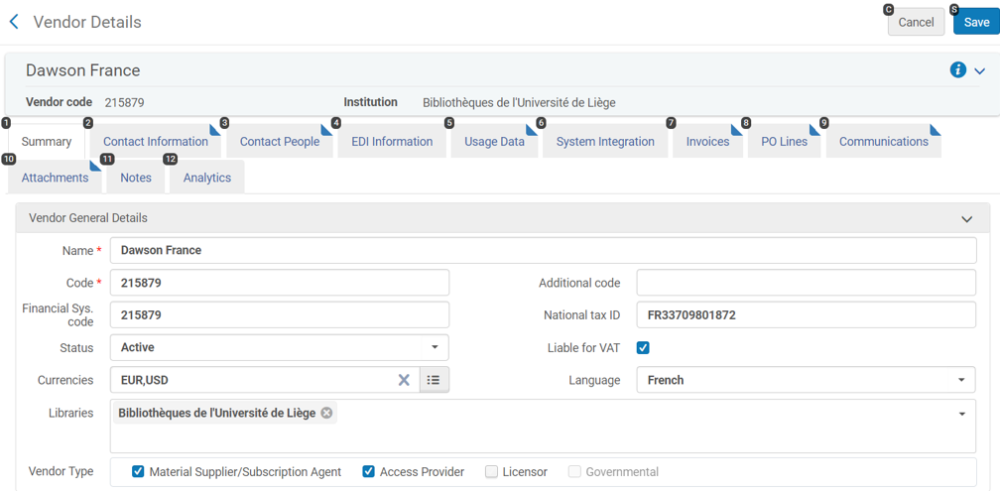 Vendor Details
C
Cancel
S
Save
Dawson France
i
Vendor code 215879 Institution Bibliothèques de l'Université de Liège
1 2 3 4 5 6 7 8 9
Summary Contact Information Contact People EDI Information Usage Data System Integration Invoices PO Lines Communications
10 11 12
Attachments Notes Analytics
Vendor General Details
Name * Dawson France
Code * 215879 Additional code
Financial Sys. code 215879 National tax ID FR33709801872
Status Active Liable for VAT
Currencies EUR,USD Language French
Libraries Bibliothèques de l'Université de Liège
Vendor Type Material Supplier/Subscription Agent Access Provider Licensor Governmental